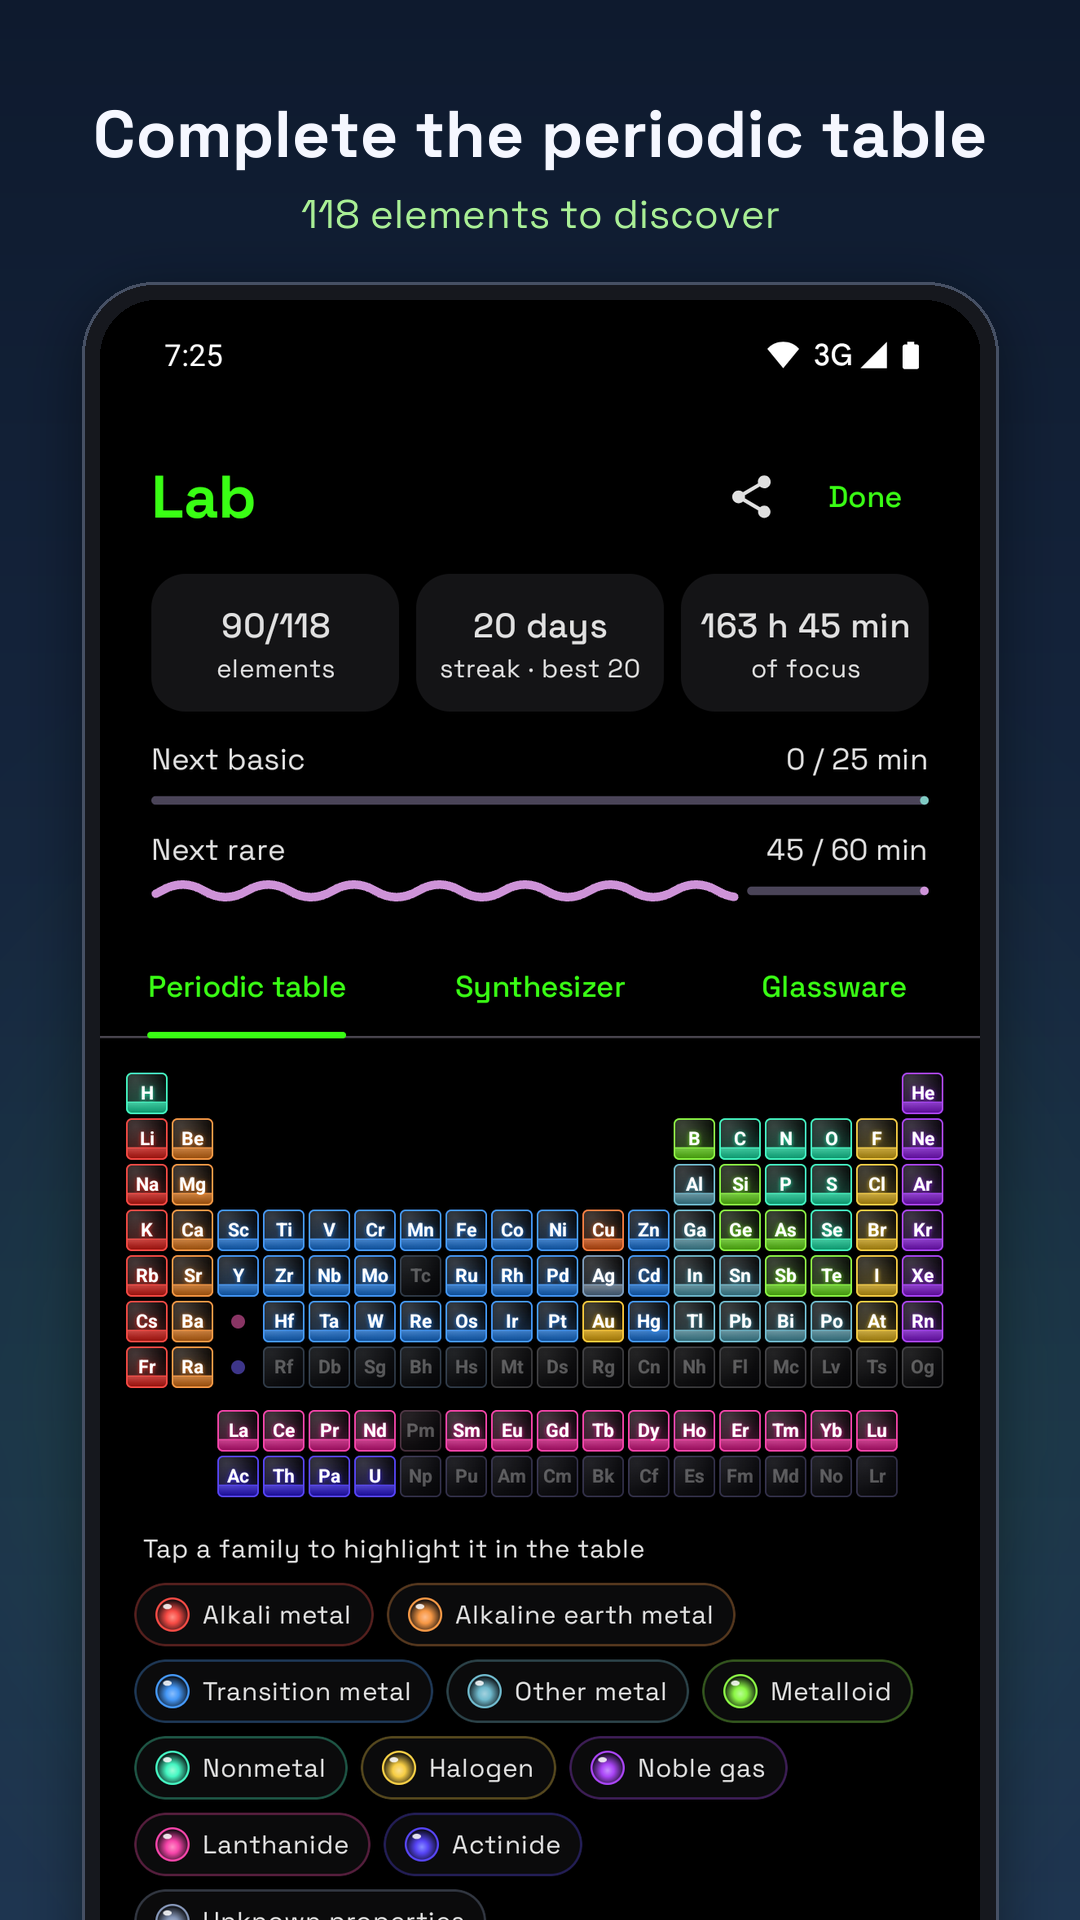 Complete the periodic table
118 elements to discover
7:25 3G
Lab Done
90/118 20 days 163 h 45 min
elements streak · best 20 of focus
Next basic 0 / 25 min
Next rare 45 / 60 min
Periodic table Synthesizer Glassware
H He
Li Be B C N O F Ne
Na Mg Al Si P S Cl Ar
K Ca Sc Ti V Cr Mn Fe Co Ni Cu Zn Ga Ge As Se Br Kr
Rb Sr Y Zr Nb Mo Tc Ru Rh Pd Ag Cd In Sn Sb Te I Xe
Cs Ba Hf Ta W Re Os Ir Pt Au Hg Tl Pb Bi Po At Rn
Fr Ra Rf Db Sg Bh Hs Mt Ds Rg Cn Nh Fl Mc Lv Ts Og
La Ce Pr Nd Pm Sm Eu Gd Tb Dy Ho Er Tm Yb Lu
Ac Th Pa U Np Pu Am Cm Bk Cf Es Fm Md No Lr
Tap a family to highlight it in the table
Alkali metal Alkaline earth metal
Transition metal Other metal Metalloid
Nonmetal Halogen Noble gas
Lanthanide Actinide
Unknown properties